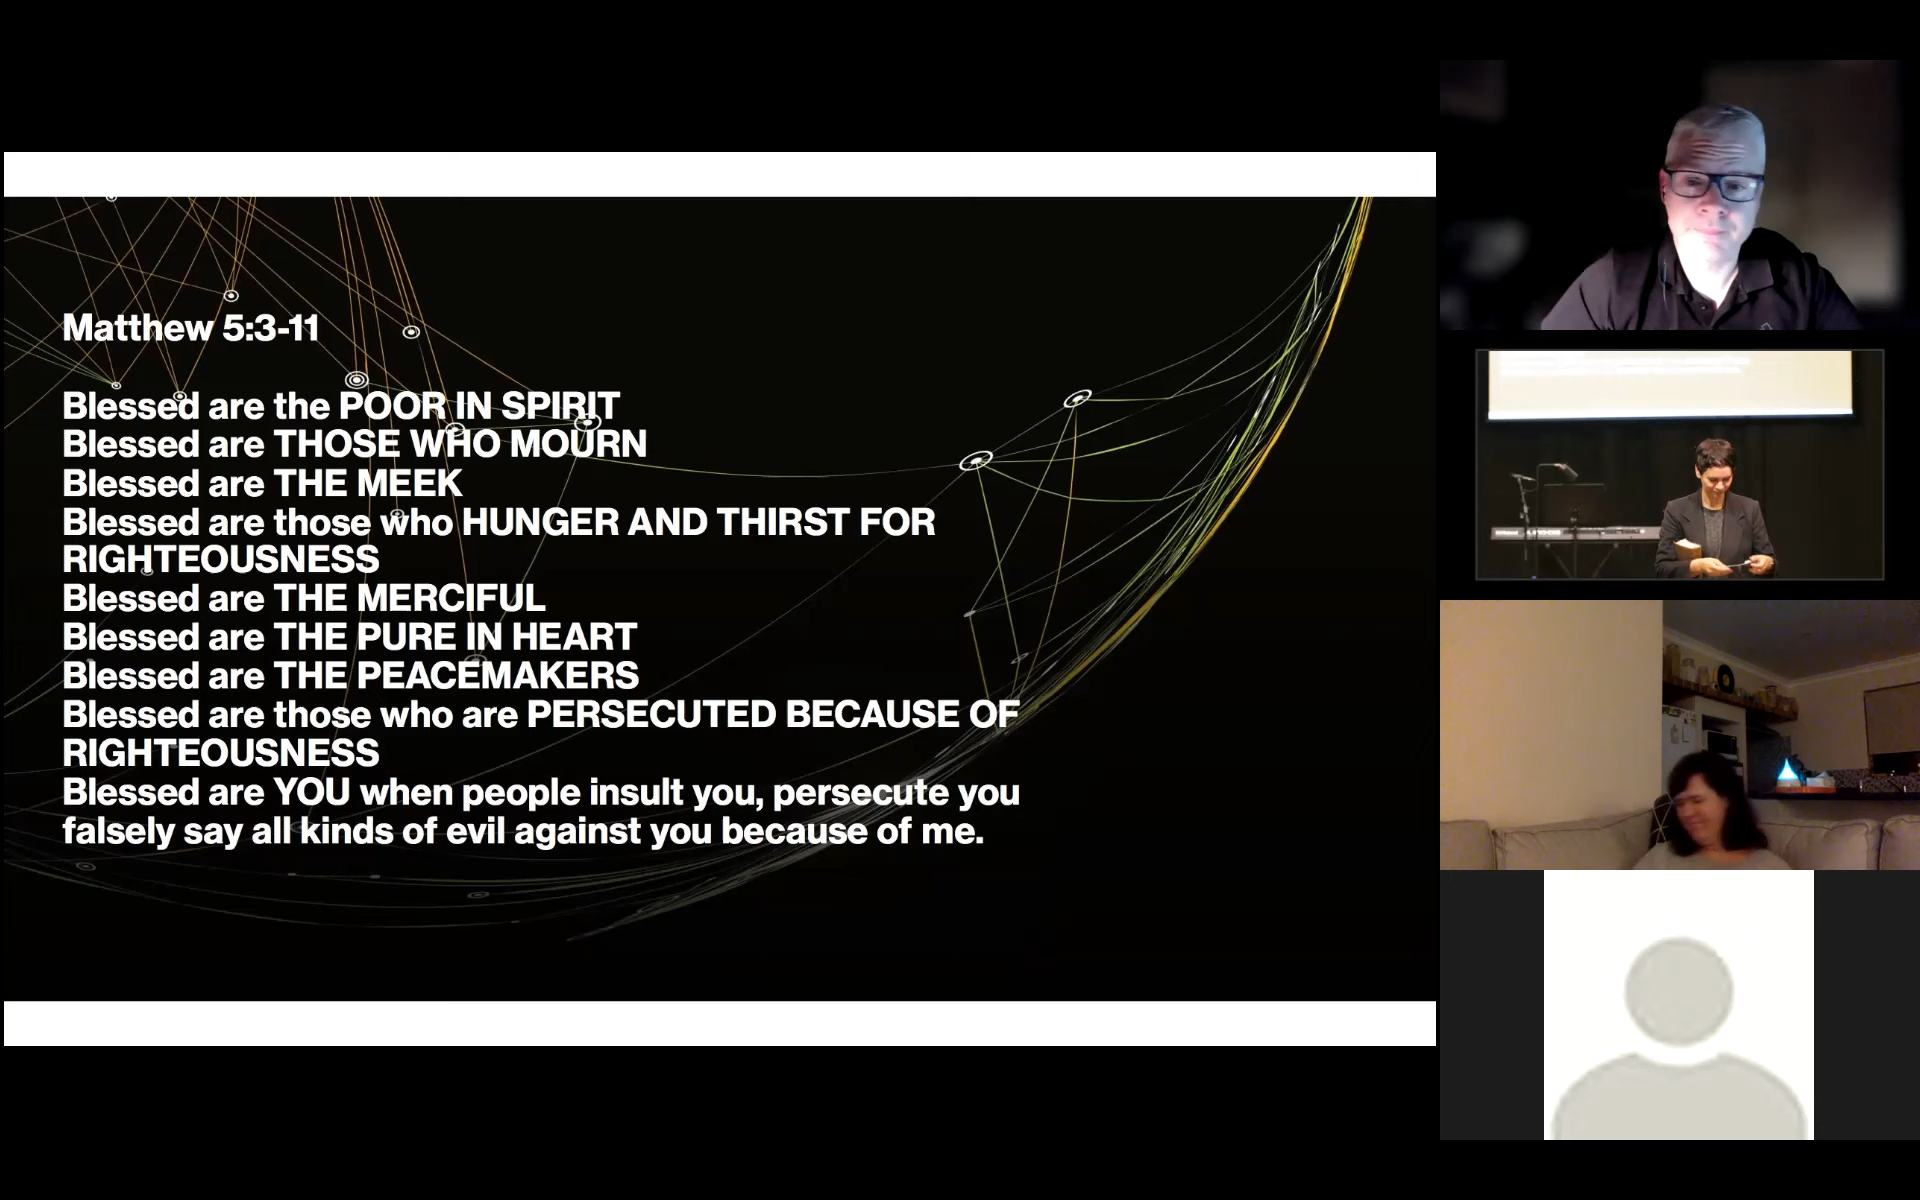 Matthew 5:3-11
Blessed are the POOR IN SPIRIT
Blessed are THOSE WHO MOURN
Blessed are THE MEEK
Blessed are those who HUNGER AND THIRST FOR
RIGHTEOUSNESS
Blessed are THE MERCIFUL
Blessed are THE PURE IN HEART
Blessed are THE PEACEMAKERS
Blessed are those who are PERSECUTED BECAUSE OF
RIGHTEOUSNESS
Blessed are YOU when people insult you, persecute you
falsely say all kinds of evil against you because of me.